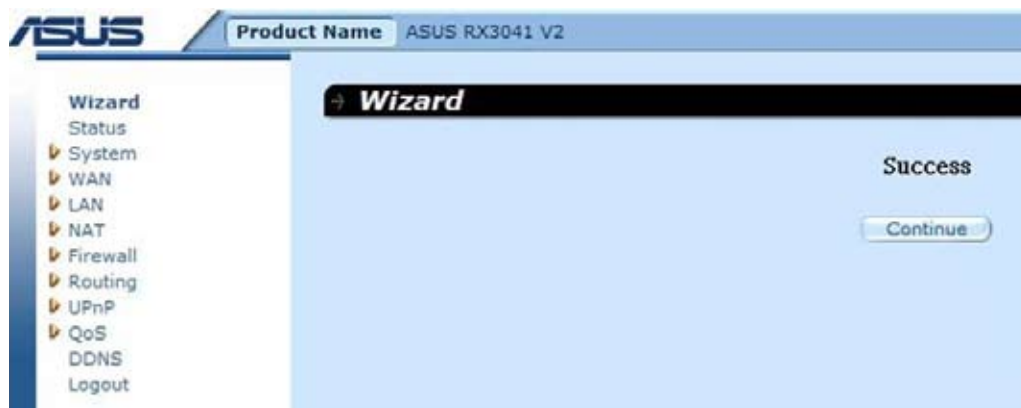 ASUS
Product Name ASUS RX3041 V2
Wizard
Status
System
WAN
LAN
NAT
Firewall
Routing
UPnP
QoS
DDNS
Logout
Wizard
Success
Continue